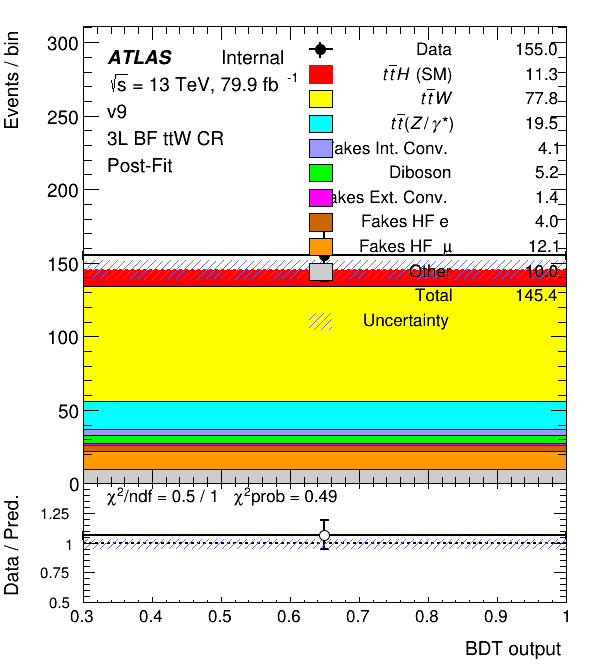 Events / bin
300
250
200
150
100
50
0
ATLAS Internal
√s = 13 TeV, 79.9 fb⁻¹
v9
3L BF ttW CR
Post-Fit
Data 155.0
tt̄H (SM) 11.3
tt̄W 77.8
tt̄(Z/γ*) 19.5
akes Int. Conv. 4.1
Diboson 5.2
akes Ext. Conv. 1.4
Fakes HF e 4.0
Fakes HF μ 12.1
Other 10.0
Total 145.4
Uncertainty
χ²/ndf = 0.5 / 1 χ²prob = 0.49
Data / Pred.
1.25
1
0.75
0.5
0.3 0.4 0.5 0.6 0.7 0.8 0.9 1
BDT output